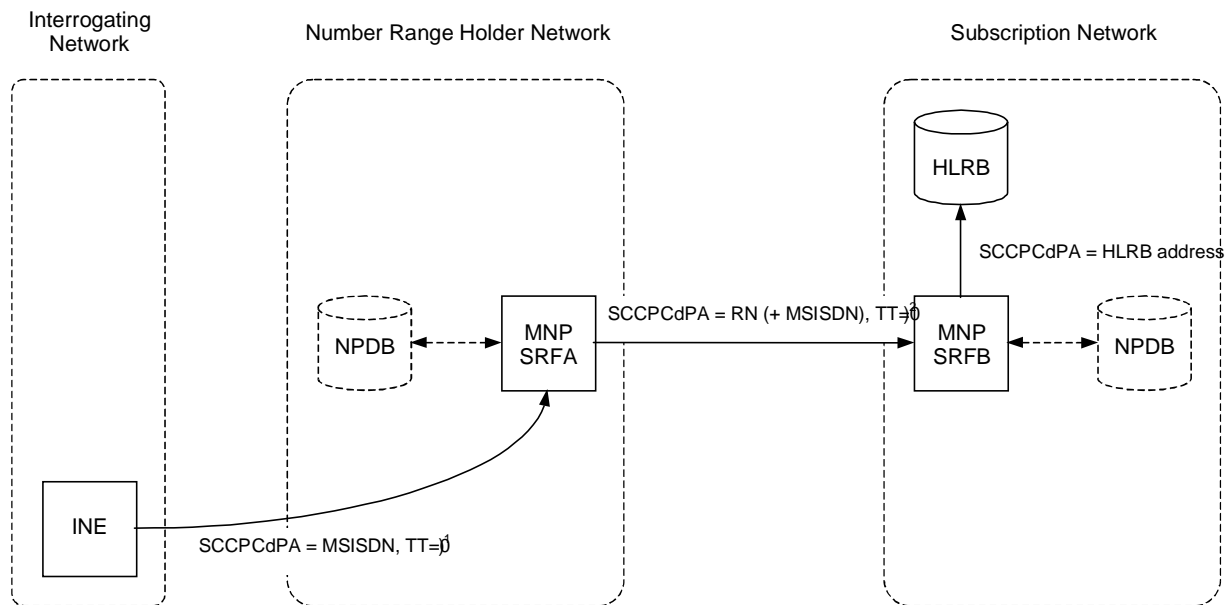 Interrogating
Network
Number Range Holder Network
Subscription Network
HLRB
SCCPCdPA = HLRB address
SCCPCdPA = RN (+ MSISDN), TT=0
NPDB
MNP
SRFA
MNP
SRFB
NPDB
INE
SCCPCdPA = MSISDN, TT=0